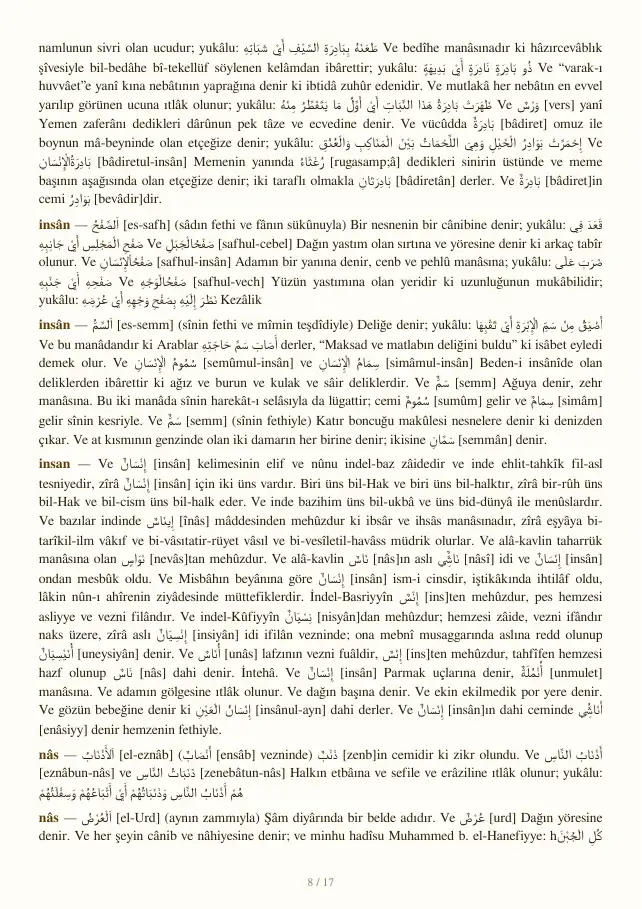 namlunun sivri olan ucudur; yukâlu: طَعَنَهُ بِبَادِرَةِ السَّيْفِ أَيْ شَبَاتِهِ Ve bedîhe manâsınadır ki hâzırcevâblık
şîvesiyle bil-bedâhe bî-tekellüf söylenen kelâmdan ibârettir; yukâlu: ذُو بَادِرَةٍ نَادِرَةٍ أَيْ بَدِيهَةٍ Ve “varak-ı
huvvâet”e yanî kına nebâtının yaprağına denir ki ibtidâ zuhûr edenidir. Ve mutlakâ her nebâtın en evvel
yarılıp görünen ucuna ıtlâk olunur; yukâlu: ظَهَرَتْ بَادِرَةُ هَذَا النَّبَاتِ أَيْ أَوَّلُ مَا يَتَفَطَّرُ مِنْهُ Ve وَرْسٌ [vers] yanî
Yemen zaferânı dedikleri dârûnun pek tâze ve ecvedine denir. Ve vücûdda بَادِرَةٌ [bâdiret] omuz ile
boynun mâ-beyninde olan etçeğize denir; yukâlu: إِحْمَرَّتْ بَوَادِرُ الْخَيْلِ وَهِيَ اللَّحَمَاتُ بَيْنَ الْمَنَاكِبِ وَالْعُنُقِ Ve
بَادِرَةُالْإِنْسَانِ [bâdiretul-insân] Memenin yanında رُغَثَاءُ [rugasamp;â] dedikleri sinirin üstünde ve meme
başının aşağısında olan etçeğize denir; iki taraflı olmakla بَادِرَتَانِ [bâdiretân] derler. Ve بَادِرَةٌ [bâdiret]in
cemi بَوَادِرُ [bevâdir]dir.
insân — اَلصَّفْحُ [es-safh] (sâdın fethi ve fânın sükûnuyla) Bir nesnenin bir cânibine denir; yukâlu: قَعَدَ فِي
صَفْحِ الْمَجْلِسِ أَيْ جَانِبِهِ Ve صَفْحُالْجَبَلِ [safhul-cebel] Dağın yastım olan sırtına ve yöresine denir ki arkaç tabîr
olunur. Ve صَفْحُالْإِنْسَانِ [safhul-insân] Adamın bir yanına denir, cenb ve pehlû manâsına; yukâlu: ضَرَبَ عَلَى
صَفْحِهِ أَيْ جَنْبِهِ Ve صَفْحُالْوَجْهِ [safhul-vech] Yüzün yastımına olan yeridir ki uzunluğunun mukâbilidir;
yukâlu: نَظَرَ إِلَيْهِ بِصَفْحِ وَجْهِهِ أَيْ عُرْضِهِ Kezâlik
insân — اَلسَّمُّ [es-semm] (sînin fethi ve mîmin teşdîdiyle) Deliğe denir; yukâlu: أَضْيَقُ مِنْ سَمِّ الْإِبْرَةِ أَيْ ثَقْبِهَا
Ve bu manâdandır ki Arablar أَصَابَ سَمَّ حَاجَتِهِ derler, “Maksad ve matlabın deliğini buldu” ki isâbet eyledi
demek olur. Ve سُمُومُ الْإِنْسَانِ [semûmul-insân] ve سِمَامُ الْإِنْسَانِ [simâmul-insân] Beden-i insânîde olan
deliklerden ibârettir ki ağız ve burun ve kulak ve sâir deliklerdir. Ve سَمٌّ [semm] Ağuya denir, zehr
manâsına. Bu iki manâda sînin harekât-ı selâsıyla da lügattir; cemi سُمُومٌ [sumûm] gelir ve سِمَامٌ [simâm]
gelir sînin kesriyle. Ve سَمٌّ [semm] (sînin fethiyle) Katır boncuğu makûlesi nesnelere denir ki denizden
çıkar. Ve at kısmının genzinde olan iki damarın her birine denir; ikisine سَمَّانِ [semmân] denir.
insan — Ve إِنْسَانٌ [insân] kelimesinin elif ve nûnu indel-baz zâidedir ve inde ehlit-tahkîk fil-asl
tesniyedir, zîrâ إِنْسَانٌ [insân] için iki üns vardır. Biri üns bil-Hak ve biri üns bil-halktır, zîrâ bir-rûh üns
bil-Hak ve bil-cism üns bil-halk eder. Ve inde bazihim üns bil-ukbâ ve üns bid-dünyâ ile menûslardır.
Ve bazılar indinde إِينَاسٌ [înâs] mâddesinden mehûzdur ki ibsâr ve ihsâs manâsınadır, zîrâ eşyâya bi-
tarîkil-ilm vâkıf ve bi-vâsıtatir-rüyet vâsıl ve bi-vesîletil-havâss müdrik olurlar. Ve alâ-kavlin taharrük
manâsına olan نَوَاسٍ [nevâs]tan mehûzdur. Ve alâ-kavlin نَاسٌ [nâs]ın aslı نَاسِيٌ [nâsî] idi ve إِنْسَانٌ [insân]
ondan mesbûk oldu. Ve Misbâhın beyânına göre إِنْسَانٌ [insân] ism-i cinsdir, iştikâkında ihtilâf oldu,
lâkin nûn-ı ahîrenin ziyâdesinde müttefiklerdir. İndel-Basriyyîn إِنْسٌ [ins]ten mehûzdur, pes hemzesi
asliyye ve vezni filândır. Ve indel-Kûfiyyîn نِسْيَانٌ [nisyân]dan mehûzdur; hemzesi zâide, vezni ifândır
naks üzere, zîrâ aslı إِنْسِيَانٌ [insiyân] idi ifilân vezninde; ona mebnî musaggarında aslına redd olunup
أُنَيْسِيَانٌ [uneysiyân] denir. Ve أُنَاسٌ [unâs] lafzının vezni fuâldir, إِنْسٌ [ins]ten mehûzdur, tahfîfen hemzesi
hazf olunup نَاسٌ [nâs] dahi denir. İntehâ. Ve إِنْسَانٌ [insân] Parmak uçlarına denir, أُنْمُلَةٌ [unmulet]
manâsına. Ve adamın gölgesine ıtlâk olunur. Ve dağın başına denir. Ve ekin ekilmedik por yere denir.
Ve gözün bebeğine denir ki إِنْسَانُ الْعَيْنِ [insânul-ayn] dahi derler. Ve إِنْسَانٌ [insân]ın dahi ceminde أَنَاسِيُّ
[enâsiyy] denir hemzenin fethiyle.
nâs — اَلْأَذْنَابُ [el-eznâb] (أَنْصَابٌ [ensâb] vezninde) ذَنَبٌ [zenb]in cemidir ki zikr olundu. Ve أَذْنَابُ النَّاسِ
[eznâbun-nâs] ve ذَنَبَاتُ النَّاسِ [zenebâtun-nâs] Halkın etbâına ve sefile ve erâziline ıtlâk olunur; yukâlu:
هُمْ أَذْنَابُ النَّاسِ وَذَنَبَاتُهُمْ أَيْ أَتْبَاعُهُمْ وَسِفْلَتُهُمْ
nâs — اَلْعُرْضُ [el-Urd] (aynın zammıyla) Şâm diyârında bir belde adıdır. Ve عُرْضٌ [urd] Dağın yöresine
denir. Ve her şeyin cânib ve nâhiyesine denir; ve minhu hadîsu Muhammed b. el-Hanefiyye: hكُلِ الْجُبْنَ
8 / 17